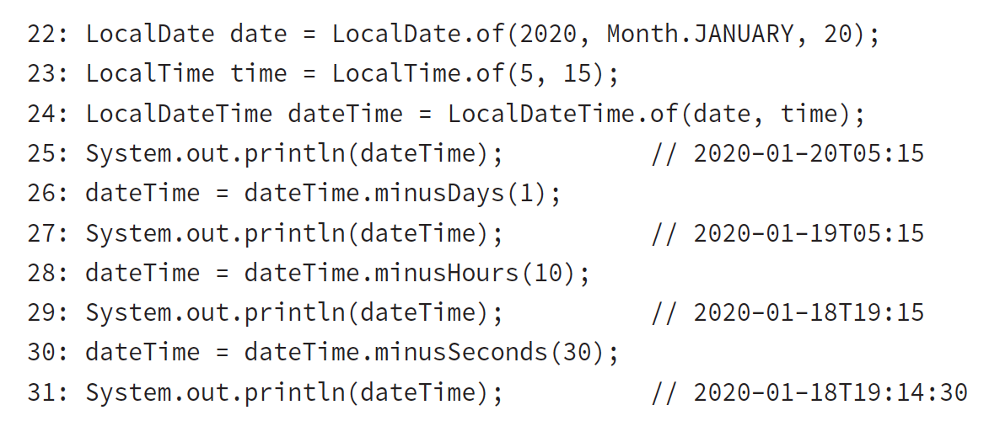 22: LocalDate date = LocalDate.of(2020, Month.JANUARY, 20);
23: LocalTime time = LocalTime.of(5, 15);
24: LocalDateTime dateTime = LocalDateTime.of(date, time);
25: System.out.println(dateTime);          // 2020-01-20T05:15
26: dateTime = dateTime.minusDays(1);
27: System.out.println(dateTime);          // 2020-01-19T05:15
28: dateTime = dateTime.minusHours(10);
29: System.out.println(dateTime);          // 2020-01-18T19:15
30: dateTime = dateTime.minusSeconds(30);
31: System.out.println(dateTime);          // 2020-01-18T19:14:30